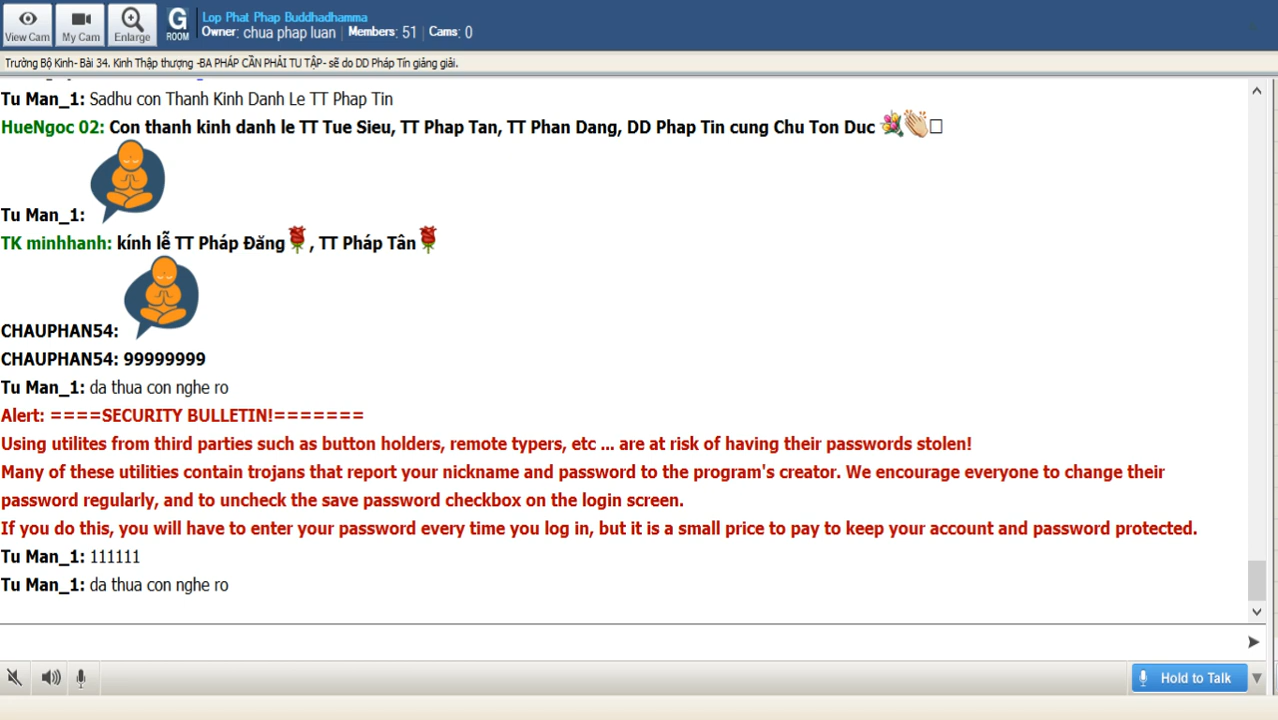 View Cam
My Cam
Enlarge
G
ROOM
Lop Phat Phap Buddhadhamma
Owner: chua phap luan | Members: 51 | Cams: 0
Trường Bộ Kinh- Bài 34. Kinh Thập thượng -BA PHÁP CẦN PHẢI TU TẬP- sẽ do DD Pháp Tín giảng giải.
Tu Man_1: Sadhu con Thanh Kinh Danh Le TT Phap Tin
HueNgoc 02: Con thanh kinh danh le TT Tue Sieu, TT Phap Tan, TT Phan Dang, DD Phap Tin cung Chu Ton Duc
Tu Man_1:
TK minhhanh: kính lễ TT Pháp Đăng, TT Pháp Tân
CHAUPHAN54:
CHAUPHAN54: 99999999
Tu Man_1: da thua con nghe ro
Alert: ====SECURITY BULLETIN!=======
Using utilites from third parties such as button holders, remote typers, etc ... are at risk of having their passwords stolen!
Many of these utilities contain trojans that report your nickname and password to the program's creator. We encourage everyone to change their
password regularly, and to uncheck the save password checkbox on the login screen.
If you do this, you will have to enter your password every time you log in, but it is a small price to pay to keep your account and password protected.
Tu Man_1: 111111
Tu Man_1: da thua con nghe ro
Hold to Talk